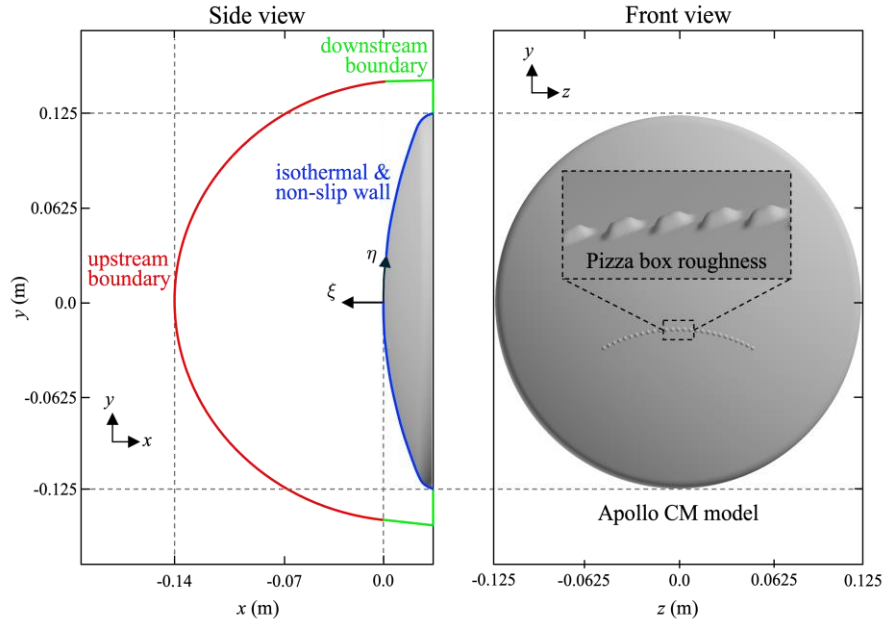 Side view
Front view
downstream
boundary
y
z
0.125
isothermal &
non-slip wall
0.0625
upstream
boundary
η
Pizza box roughness
y (m)
0.0
ξ
-0.0625
y
x
-0.125
Apollo CM model
-0.14
-0.07
0.0
x (m)
-0.125
-0.0625
0.0
0.0625
0.125
z (m)